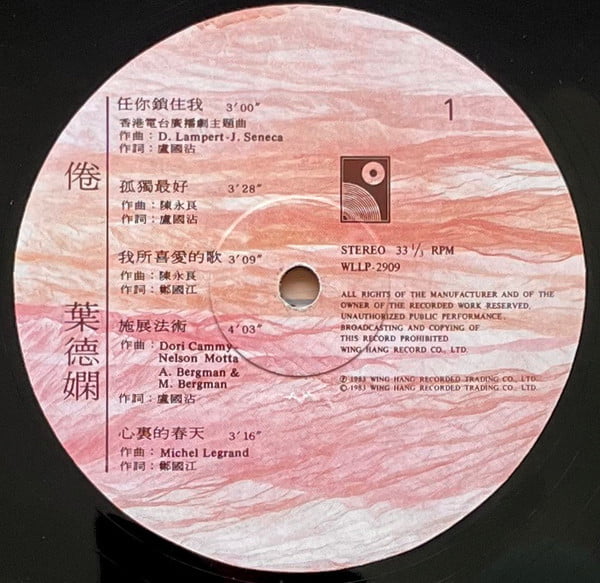 倦
葉德嫻
任你鎖住我 3′00″
香港電台廣播劇主題曲
作曲：D. Lampert-J. Seneca
作詞：盧國沾
孤獨最好 3′28″
作曲：陳永良
作詞：盧國沾
我所喜愛的歌 3′09″
作曲：陳永良
作詞：鄭國江
施展法術 4′03″
作曲：Dori Cammy-
Nelson Motta
A. Bergman &
M. Bergman
作詞：盧國沾
心裏的春天 3′16″
作曲：Michel Legrand
作詞：鄭國江
1
STEREO 33 1/3 RPM
WLLP-2909
ALL RIGHTS OF THE MANUFACTURER AND OF THE
OWNER OF THE RECORDED WORK RESERVED.
UNAUTHORIZED PUBLIC PERFORMANCE.
BROADCASTING AND COPYING OF
THIS RECORD PROHIBITED
WING HANG RECORD CO., LTD.
Ⓟ 1983 WING HANG RECORDED TRADING CO., LTD.
© 1983 WING HANG RECORDED TRADING CO., LTD.